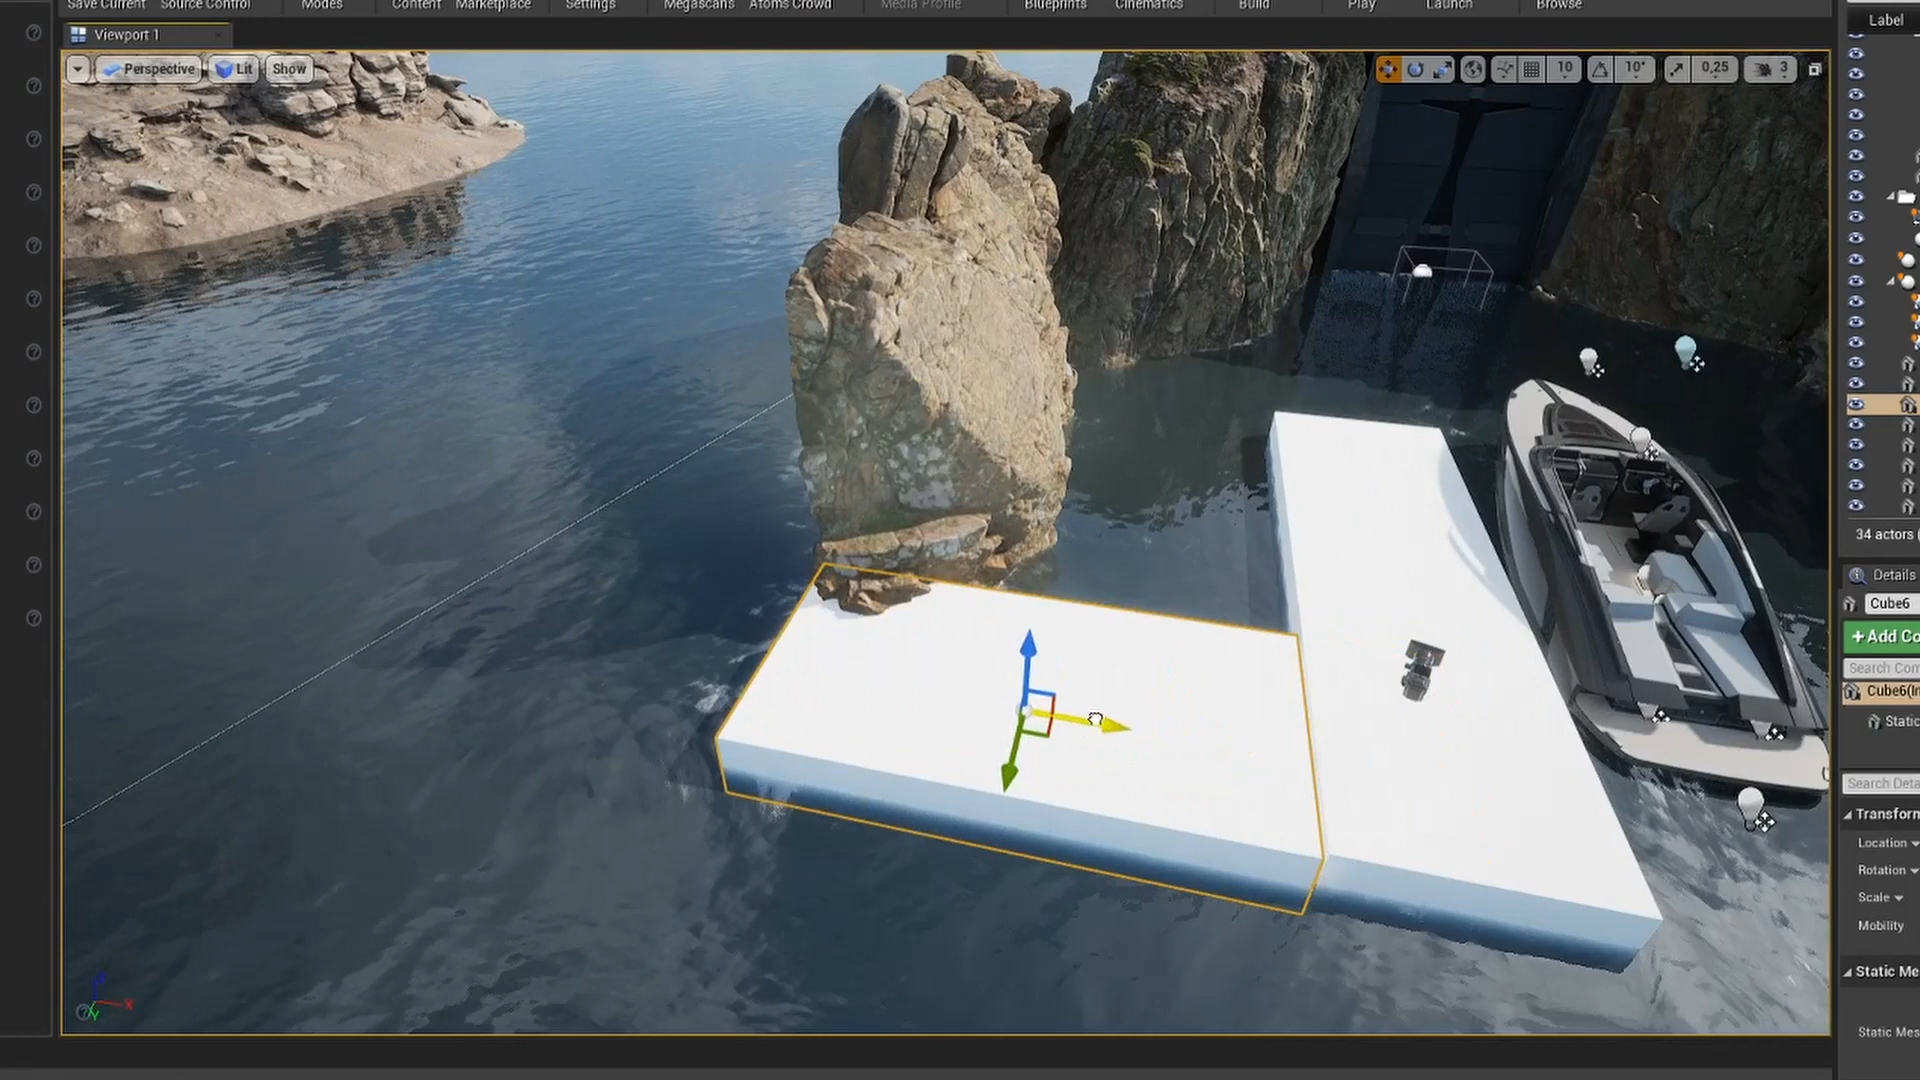 Save Current Source Control Modes Content Marketplace Settings Megascans Atoms Crowd Media Profile Blueprints Cinematics Build Play Launch Browse
Viewport 1
Label
Perspective Lit Show 10 10° 0,25 3
34 actors (
Details
Cube6
+Add Co
Search Com
Cube6(In
Static
Search Deta
Transform
Location
Rotation
Scale
Mobility
X
Y
Static Me
Static Mes